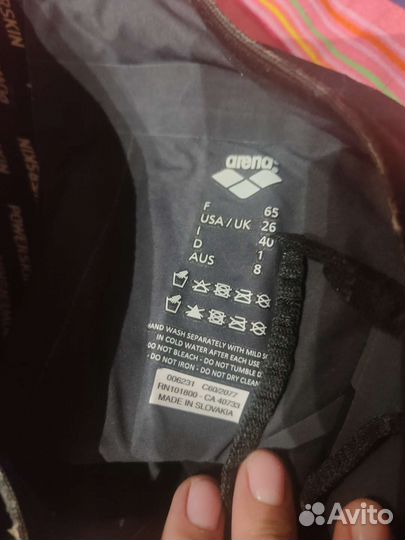 arena
F 65
USA / UK 26
I 40
D 1
AUS 8
HAND WASH SEPARATELY WITH MILD
IN COLD WATER AFTER EACH USE
DO NOT BLEACH - DO NOT TUMBLE
DO NOT IRON - DO NOT DRY CLEAN
006231 C60/2077
RN101800 - CA 40733
MADE IN SLOVAKIA
Avito